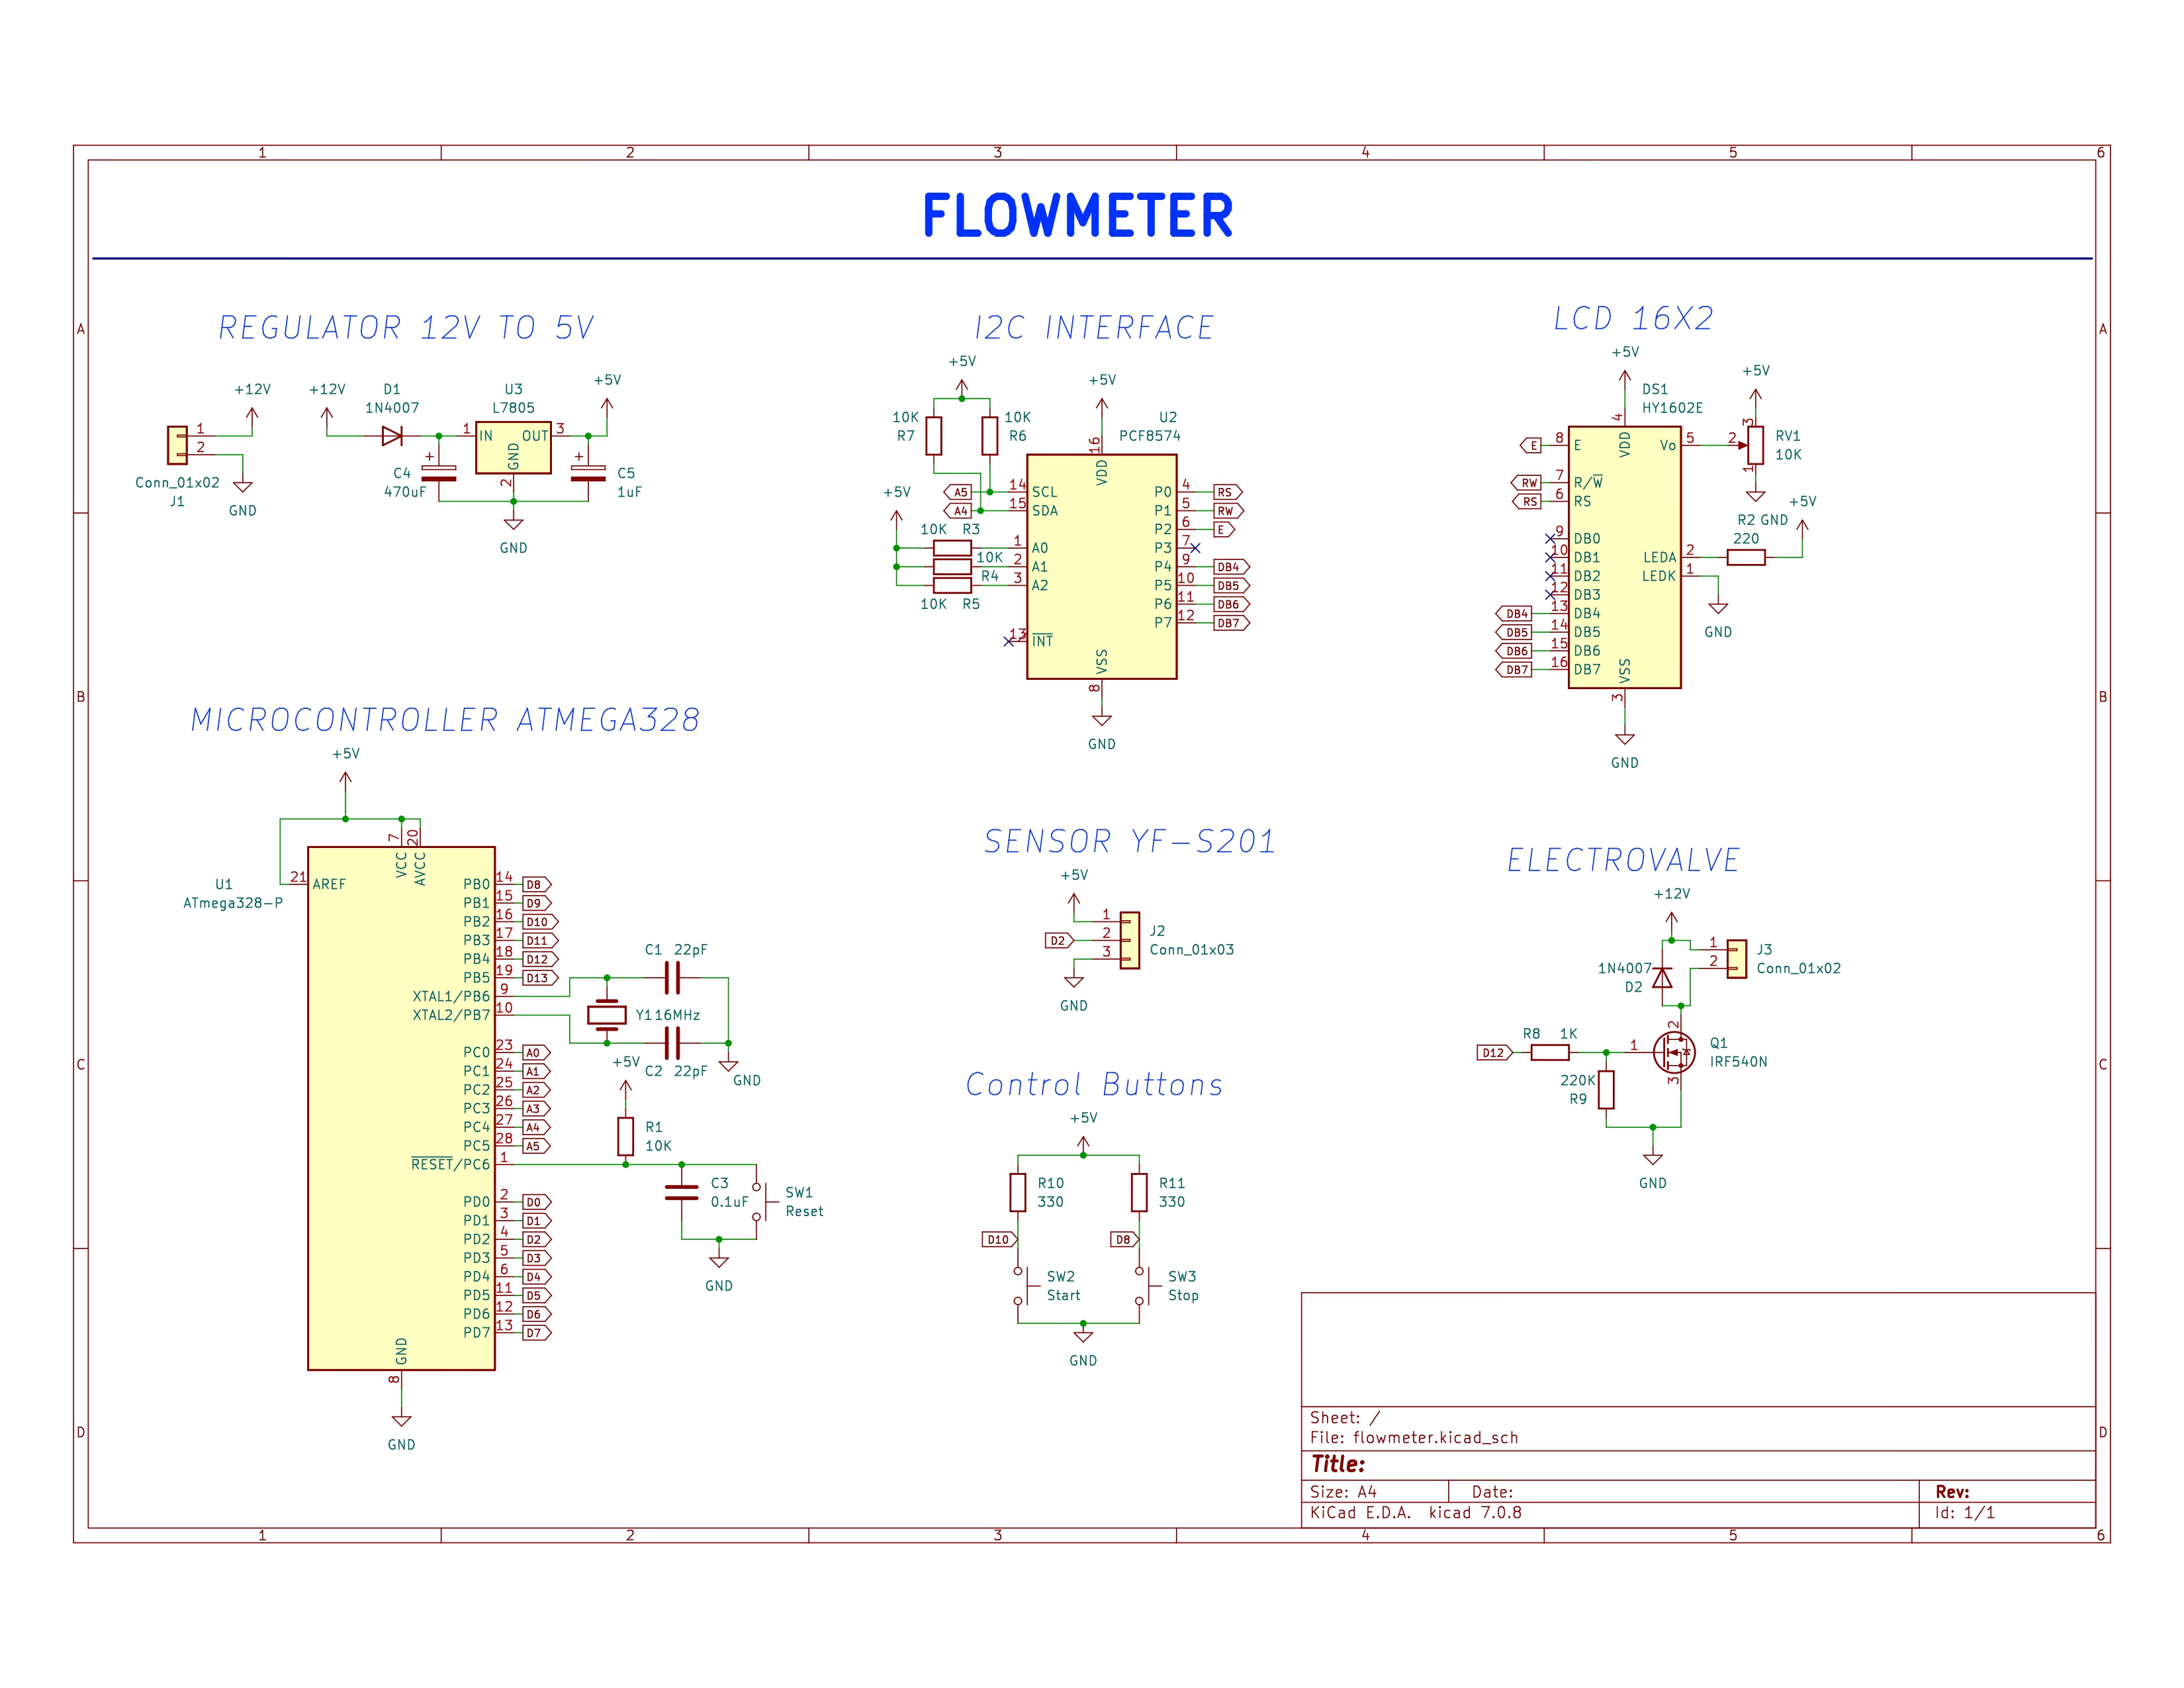 1 2 3 4 5 6
FLOWMETER
A A
REGULATOR 12V TO 5V
+12V
1
2
Conn_01x02
J1
GND
+12V
D1
1N4007
U3
L7805
1 IN OUT 3
GND
2
+
C4
470uF
+
C5
1uF
+5V
GND
I2C INTERFACE
+5V
10K
R7
10K
R6
+5V
U2
PCF8574
16
VDD
A5 14 SCL
A4 15 SDA
+5V
10K R3
1 A0
10K
2 A1
R4
3 A2
10K R5
13 INT
P0 4 RS
P1 5 RW
P2 6 E
P3 7
P4 9 DB4
P5 10 DB5
P6 11 DB6
P7 12 DB7
VSS
8
GND
LCD 16X2
+5V
DS1
HY1602E
4
VDD
E 8 E
RW 7 R/W
RS 6 RS
9 DB0
10 DB1
11 DB2
12 DB3
DB4 13 DB4
DB5 14 DB5
DB6 15 DB6
DB7 16 DB7
Vo 5
+5V
3
2
1
RV1
10K
GND
+5V
R2
220
LEDA 2
LEDK 1
GND
VSS
3
GND
B B
MICROCONTROLLER ATMEGA328
+5V
U1
ATmega328-P
21 AREF
7
VCC
20
AVCC
PB0 14 D8
PB1 15 D9
PB2 16 D10
PB3 17 D11
PB4 18 D12
PB5 19 D13
XTAL1/PB6 9
XTAL2/PB7 10
PC0 23 A0
PC1 24 A1
PC2 25 A2
PC3 26 A3
PC4 27 A4
PC5 28 A5
RESET/PC6 1
PD0 2 D0
PD1 3 D1
PD2 4 D2
PD3 5 D3
PD4 6 D4
PD5 11 D5
PD6 12 D6
PD7 13 D7
GND
8
GND
C1 22pF
Y1 16MHz
C2 22pF
GND
+5V
R1
10K
C3
0.1uF
SW1
Reset
GND
SENSOR YF-S201
+5V
1
D2 2
3
J2
Conn_01x03
GND
ELECTROVALVE
+12V
1
2
J3
Conn_01x02
1N4007
D2
D12
R8 1K
1
2
3
Q1
IRF540N
220K
R9
GND
C C
Control Buttons
+5V
R10
330
R11
330
D10
D8
SW2
Start
SW3
Stop
GND
D D
Sheet: /
File: flowmeter.kicad_sch
Title:
Size: A4 Date: Rev:
KiCad E.D.A. kicad 7.0.8 Id: 1/1
1 2 3 4 5 6